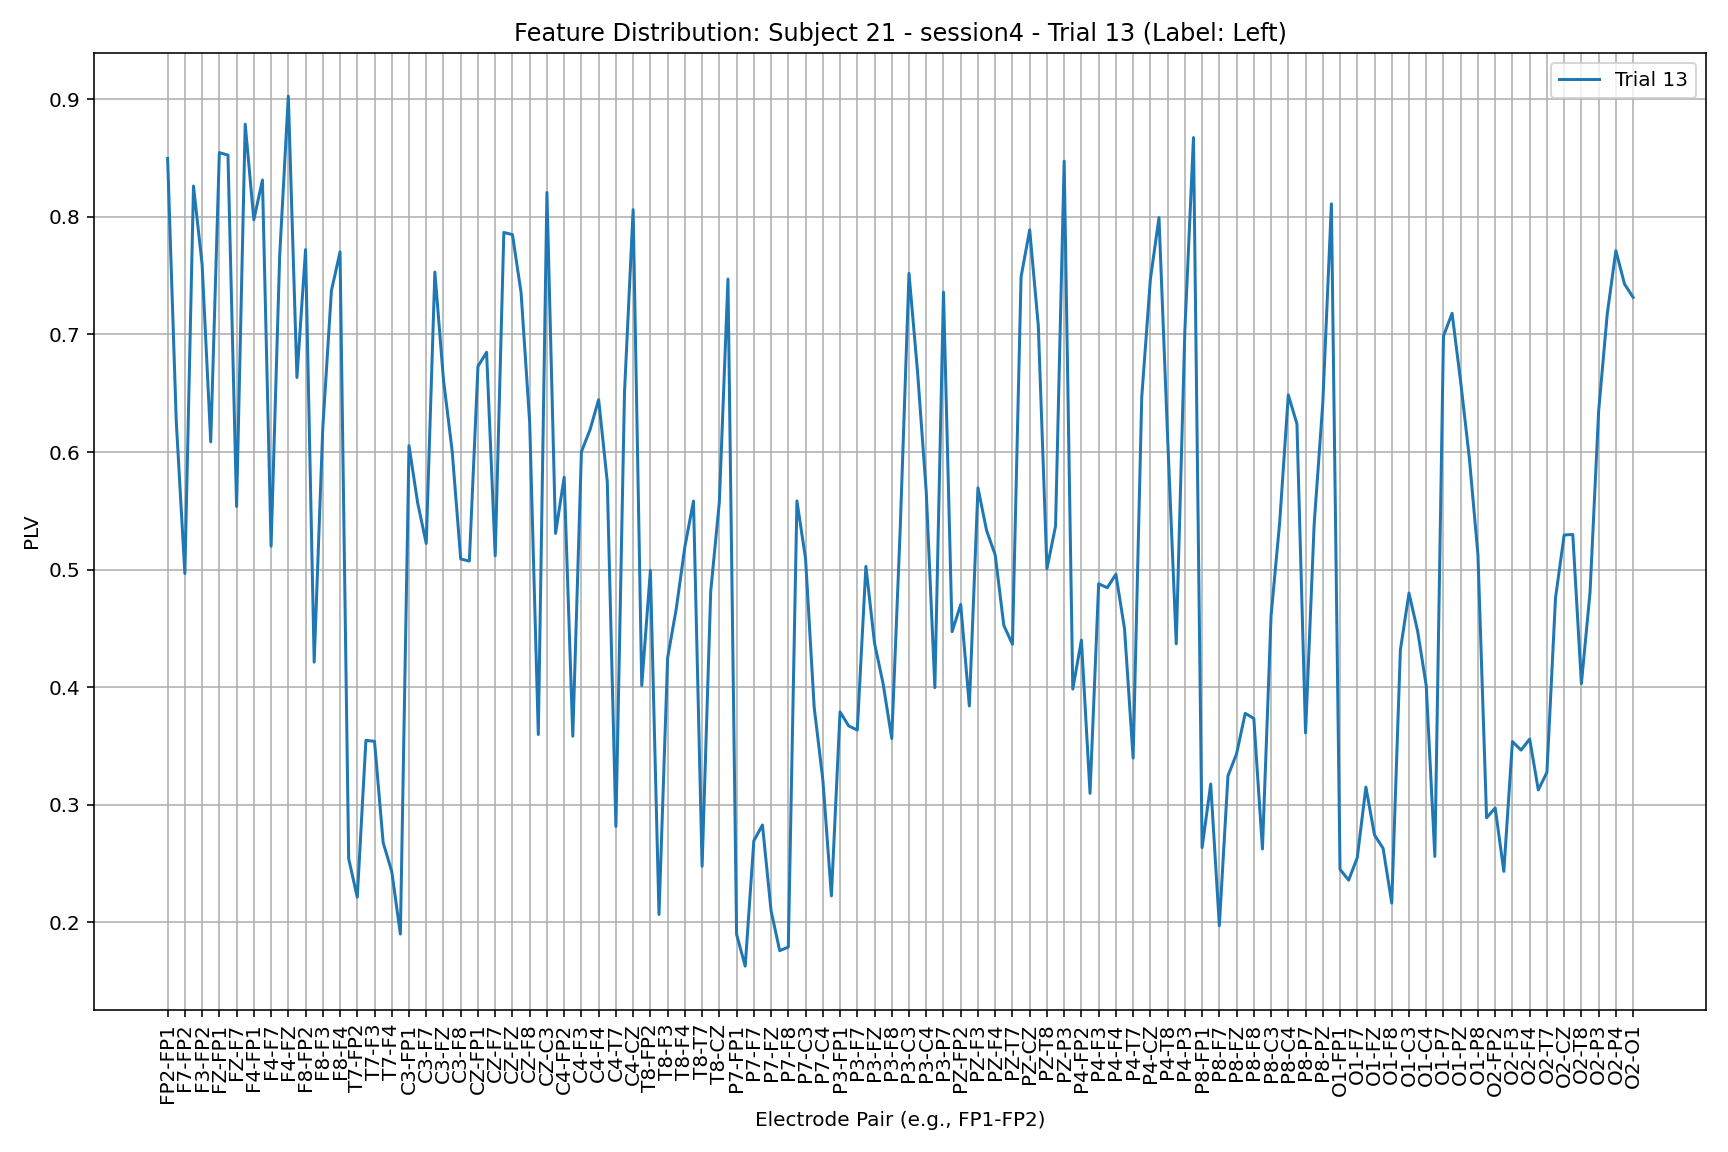 Feature Distribution: Subject 21 - session4 - Trial 13 (Label: Left)
Trial 13
0.9
0.8
0.7
0.6
0.5
0.4
0.3
0.2
PLV
FP2-FP1
F7-FP2
F3-FP2
FZ-FP1
FZ-F7
F4-FP1
F4-F7
F4-FZ
F8-FP2
F8-F3
F8-F4
T7-FP2
T7-F3
T7-F4
C3-FP1
C3-F7
C3-FZ
C3-F8
CZ-FP1
CZ-F7
CZ-FZ
CZ-F8
CZ-C3
C4-FP2
C4-F3
C4-F4
C4-T7
C4-CZ
T8-FP2
T8-F3
T8-F4
T8-T7
T8-CZ
P7-FP1
P7-F7
P7-FZ
P7-F8
P7-C3
P7-C4
P3-FP1
P3-F7
P3-FZ
P3-F8
P3-C3
P3-C4
P3-P7
PZ-FP2
PZ-F3
PZ-F4
PZ-T7
PZ-CZ
PZ-T8
PZ-P3
P4-FP2
P4-F3
P4-F4
P4-T7
P4-CZ
P4-T8
P4-P3
P8-FP1
P8-F7
P8-FZ
P8-F8
P8-C3
P8-C4
P8-P7
P8-PZ
O1-FP1
O1-F7
O1-FZ
O1-F8
O1-C3
O1-C4
O1-P7
O1-PZ
O1-P8
O2-FP2
O2-F3
O2-F4
O2-T7
O2-CZ
O2-T8
O2-P3
O2-P4
O2-O1
Electrode Pair (e.g., FP1-FP2)